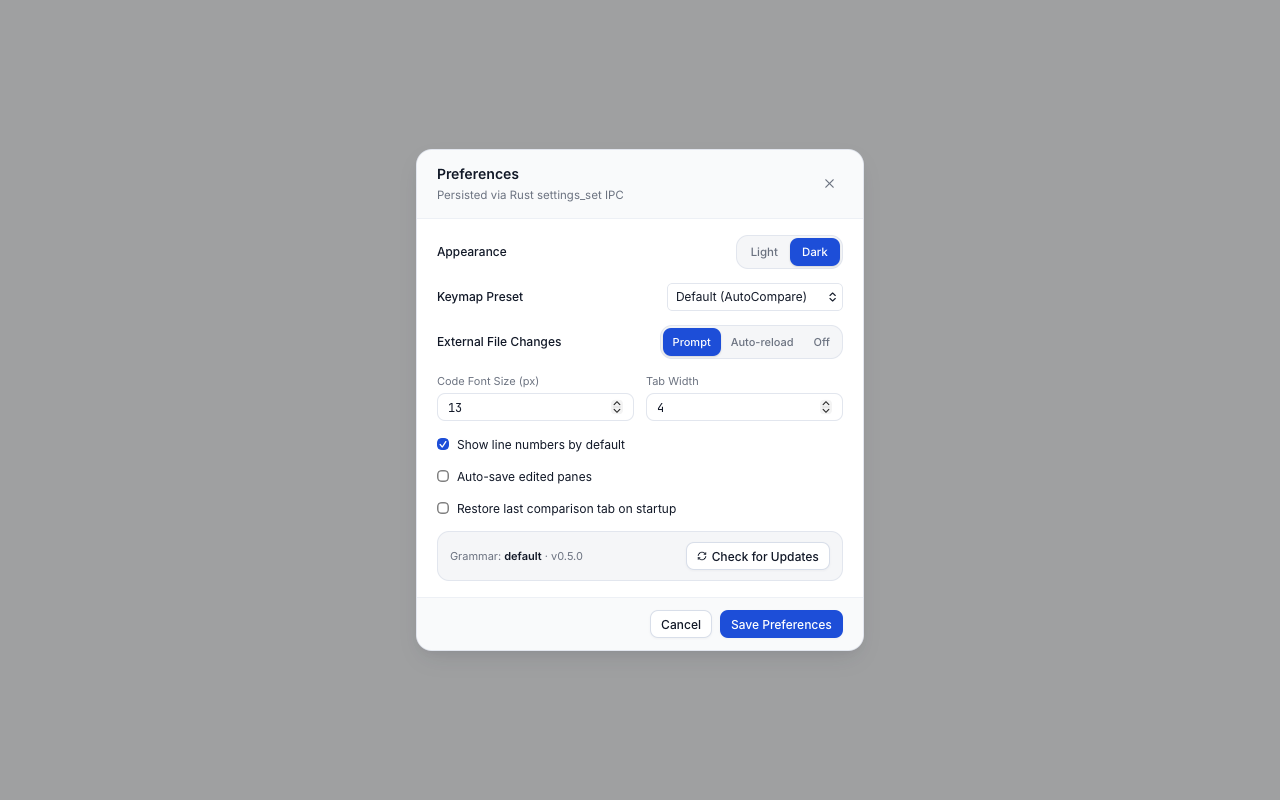 Preferences
Persisted via Rust settings_set IPC
Appearance
Light Dark
Keymap Preset
Default (AutoCompare)
External File Changes
Prompt Auto-reload Off
Code Font Size (px) Tab Width
13 4
Show line numbers by default
Auto-save edited panes
Restore last comparison tab on startup
Grammar: default · v0.5.0
Check for Updates
Cancel Save Preferences